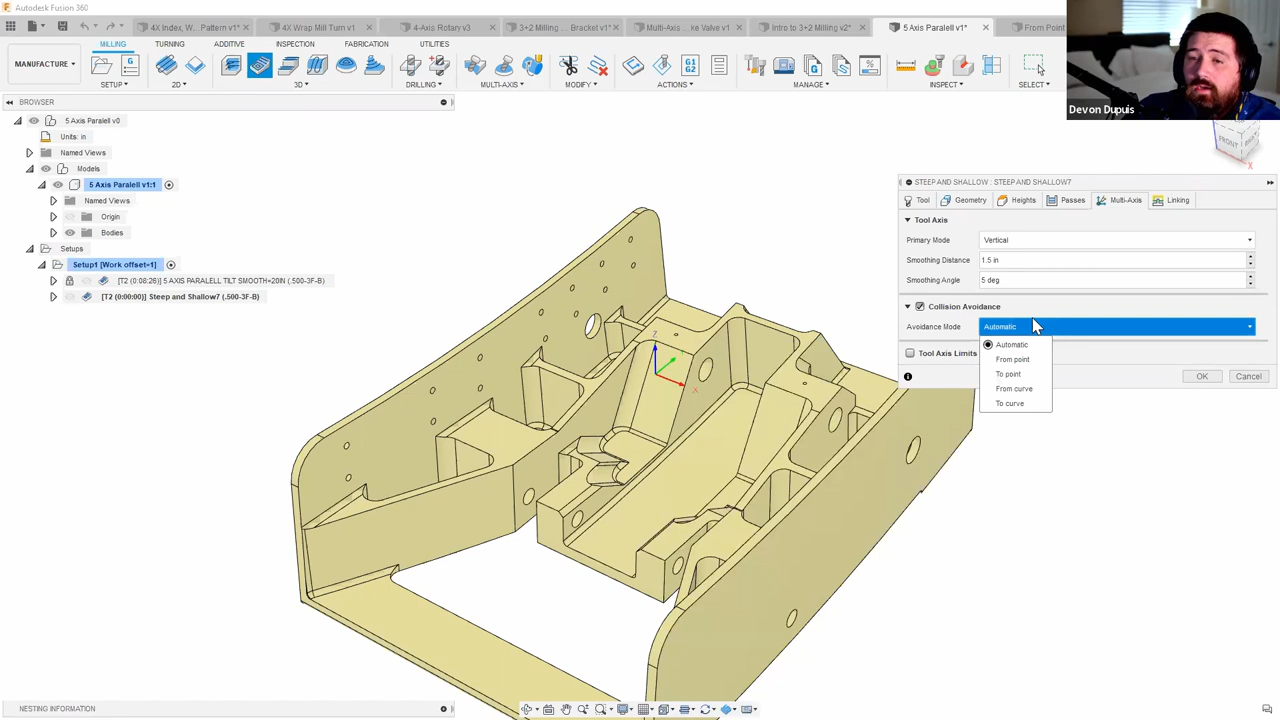 Autodesk Fusion 360
4X Index, W... Pattern v1*
4X Wrap Mill Turn v1
4-Axis Rotary v3
3+2 Milling ... Bracket v1*
Multi-Axis ... ke Valve v1
Intro to 3+2 Milling v2*
5 Axis Paralell v1*
From Point
Devon Dupuis
MILLING
TURNING
ADDITIVE
INSPECTION
FABRICATION
UTILITIES
MANUFACTURE
SETUP
2D
3D
DRILLING
MULTI-AXIS
MODIFY
ACTIONS
MANAGE
INSPECT
SELECT
G1
G2
BROWSER
5 Axis Paralell v0
Units: in
Named Views
Models
5 Axis Paralell v1:1
Named Views
Origin
Bodies
Setups
Setup1 [Work offset=1]
[T2 (0:08:26)] 5 AXIS PARALELL TILT SMOOTH=20IN (.500-3F-B)
[T2 (0:00:00)] Steep and Shallow7 (.500-3F-B)
FRONT
X
STEEP AND SHALLOW : STEEP AND SHALLOW7
Tool
Geometry
Heights
Passes
Multi-Axis
Linking
Tool Axis
Primary Mode
Vertical
Smoothing Distance
1.5 in
Smoothing Angle
5 deg
Collision Avoidance
Avoidance Mode
Automatic
Automatic
From point
To point
From curve
To curve
Tool Axis Limits
OK
Cancel
Z
X
NESTING INFORMATION